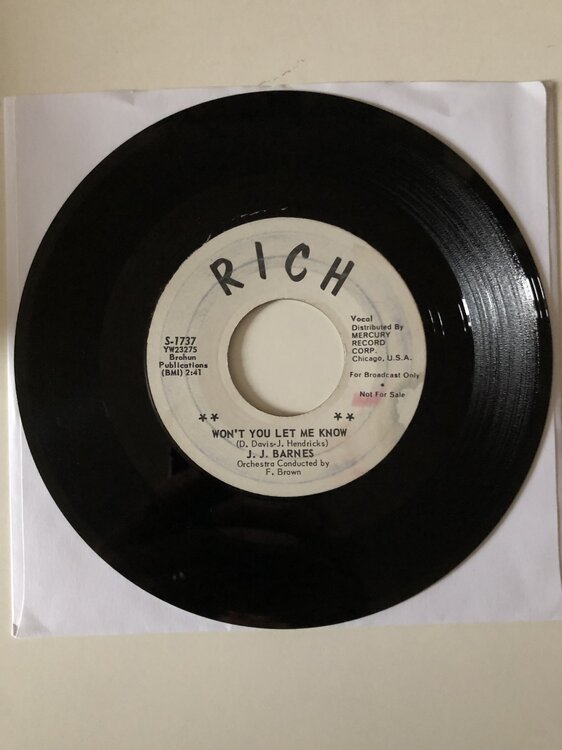 RICH
S-1737
YW23275
Brohun
Publications
(BMI) 2:41
Vocal
Distributed By
MERCURY
RECORD
CORP.
Chicago, U.S.A.
For Broadcast Only
•
Not For Sale
** **
WON'T YOU LET ME KNOW
(D. Davis-J. Hendricks)
J. J. BARNES
Orchestra Conducted by
F. Brown